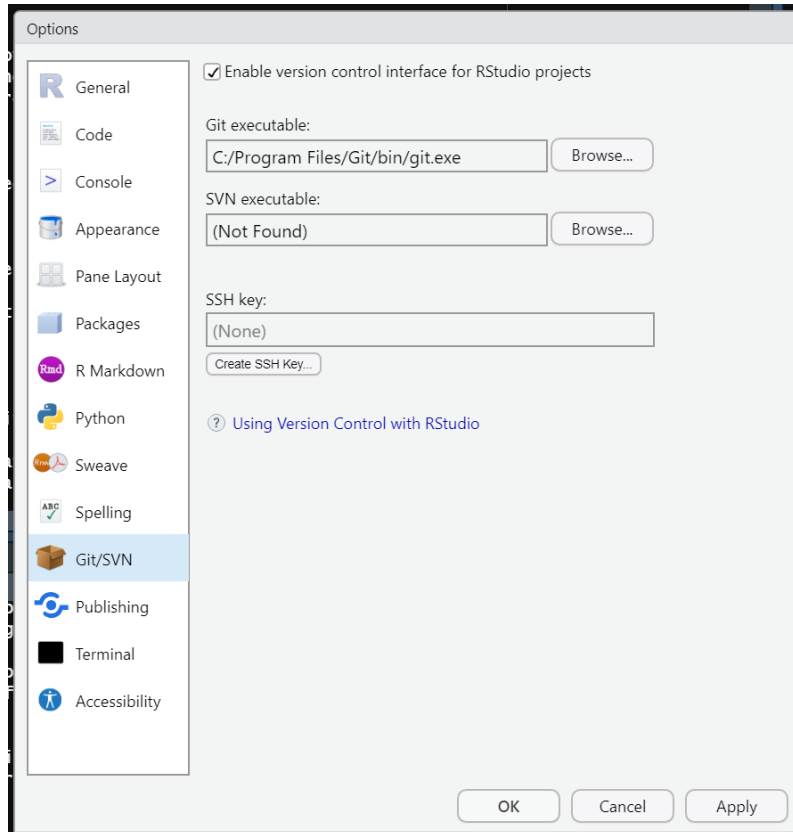 Options
General
Code
Console
Appearance
Pane Layout
Packages
Rmd R Markdown
Python
Sweave
ABC Spelling
Git/SVN
Publishing
Terminal
Accessibility
Enable version control interface for RStudio projects
Git executable:
C:/Program Files/Git/bin/git.exe Browse...
SVN executable:
(Not Found) Browse...
SSH key:
(None)
Create SSH Key...
? Using Version Control with RStudio
OK Cancel Apply